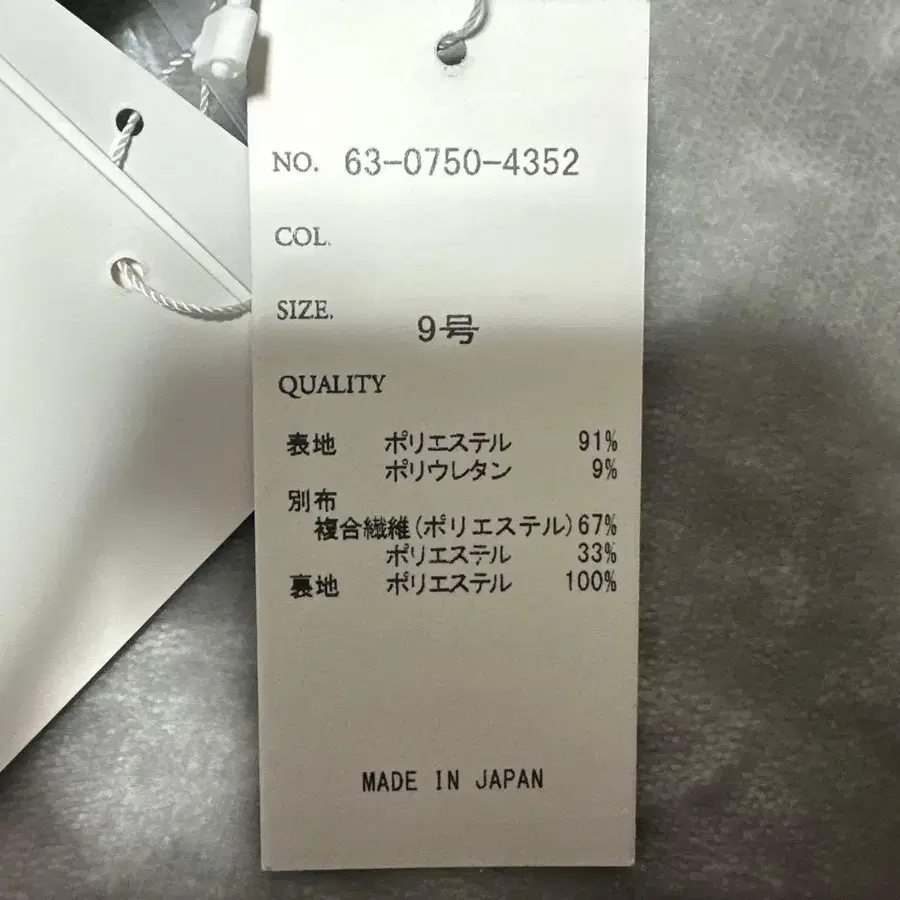 NO. 63-0750-4352
COL.
SIZE.
9号
QUALITY
表地 ポリエステル 91%
ポリウレタン 9%
別布
複合繊維(ポリエステル)67%
ポリエステル 33%
裏地 ポリエステル 100%
MADE IN JAPAN